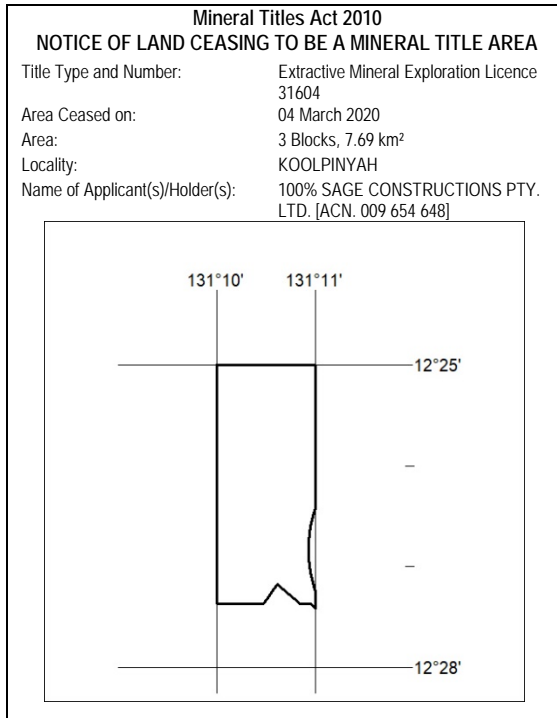 Mineral Titles Act 2010
NOTICE OF LAND CEASING TO BE A MINERAL TITLE AREA
Title Type and Number: Extractive Mineral Exploration Licence
31604
Area Ceased on: 04 March 2020
Area: 3 Blocks, 7.69 km²
Locality: KOOLPINYAH
Name of Applicant(s)/Holder(s): 100% SAGE CONSTRUCTIONS PTY.
LTD. [ACN. 009 654 648]
131°10' 131°11'
12°25'
12°28'